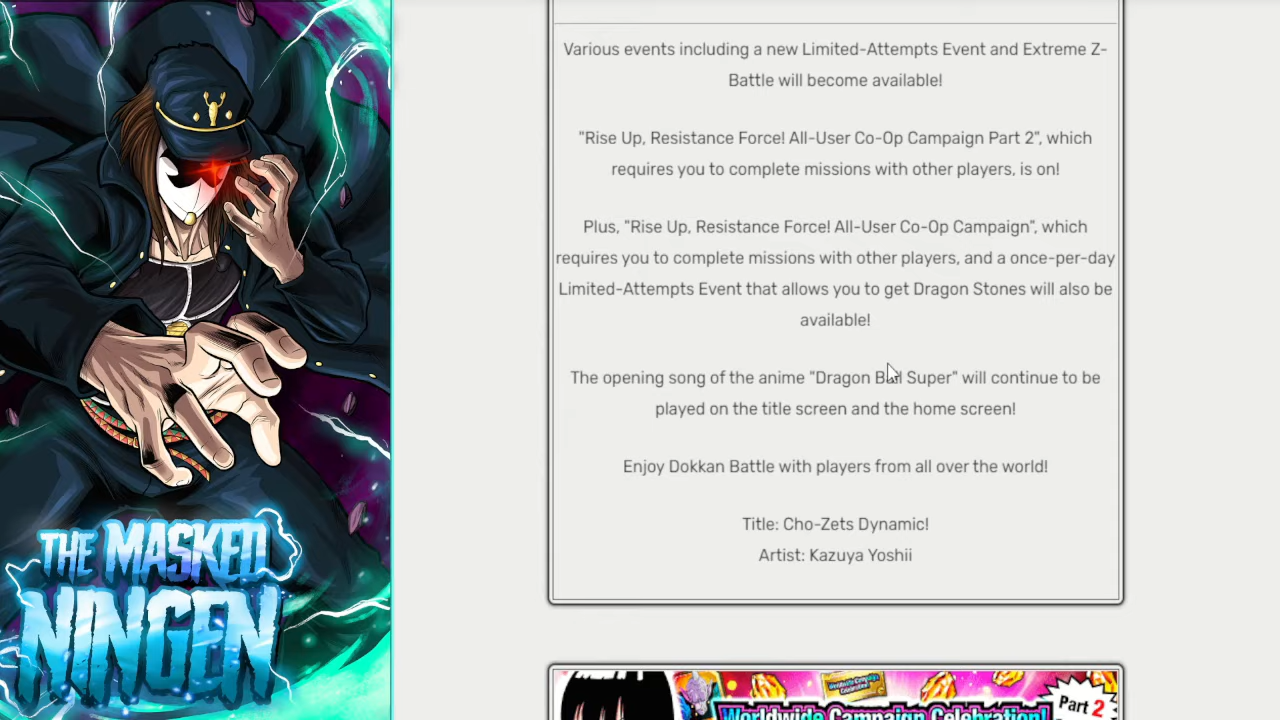 THE MASKED
NINGEN
Various events including a new Limited-Attempts Event and Extreme Z-
Battle will become available!
"Rise Up, Resistance Force! All-User Co-Op Campaign Part 2", which
requires you to complete missions with other players, is on!
Plus, "Rise Up, Resistance Force! All-User Co-Op Campaign", which
requires you to complete missions with other players, and a once-per-day
Limited-Attempts Event that allows you to get Dragon Stones will also be
available!
The opening song of the anime "Dragon Ball Super" will continue to be
played on the title screen and the home screen!
Enjoy Dokkan Battle with players from all over the world!
Title: Cho-Zets Dynamic!
Artist: Kazuya Yoshii
Part 2
Worldwide Campaign Celebration!